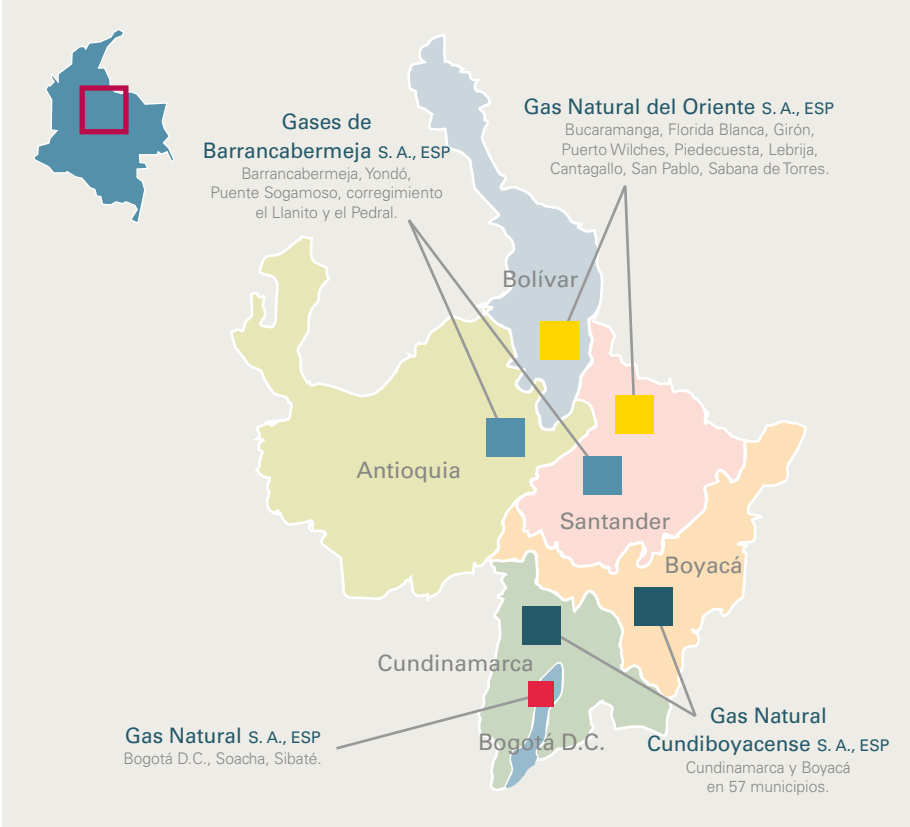 Gases de
Barrancabermeja S. A., ESP
Barrancabermeja, Yondó,
Puente Sogamoso, corregimiento
el Llanito y el Pedral.
Gas Natural del Oriente S. A., ESP
Bucaramanga, Florida Blanca, Girón,
Puerto Wilches, Piedecuesta, Lebrija,
Cantagallo, San Pablo, Sabana de Torres.
Bolívar
Antioquia
Santander
Boyacá
Cundinamarca
Bogotá D.C.
Gas Natural S. A., ESP
Bogotá D.C., Soacha, Sibaté.
Gas Natural
Cundiboyacense S. A., ESP
Cundinamarca y Boyacá
en 57 municipios.